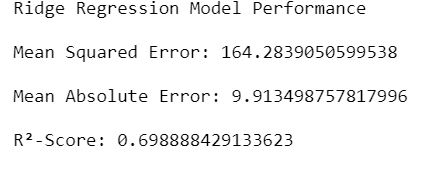 Ridge Regression Model Performance
Mean Squared Error: 164.2839050599538
Mean Absolute Error: 9.913498757817996
R²-Score: 0.698888429133623